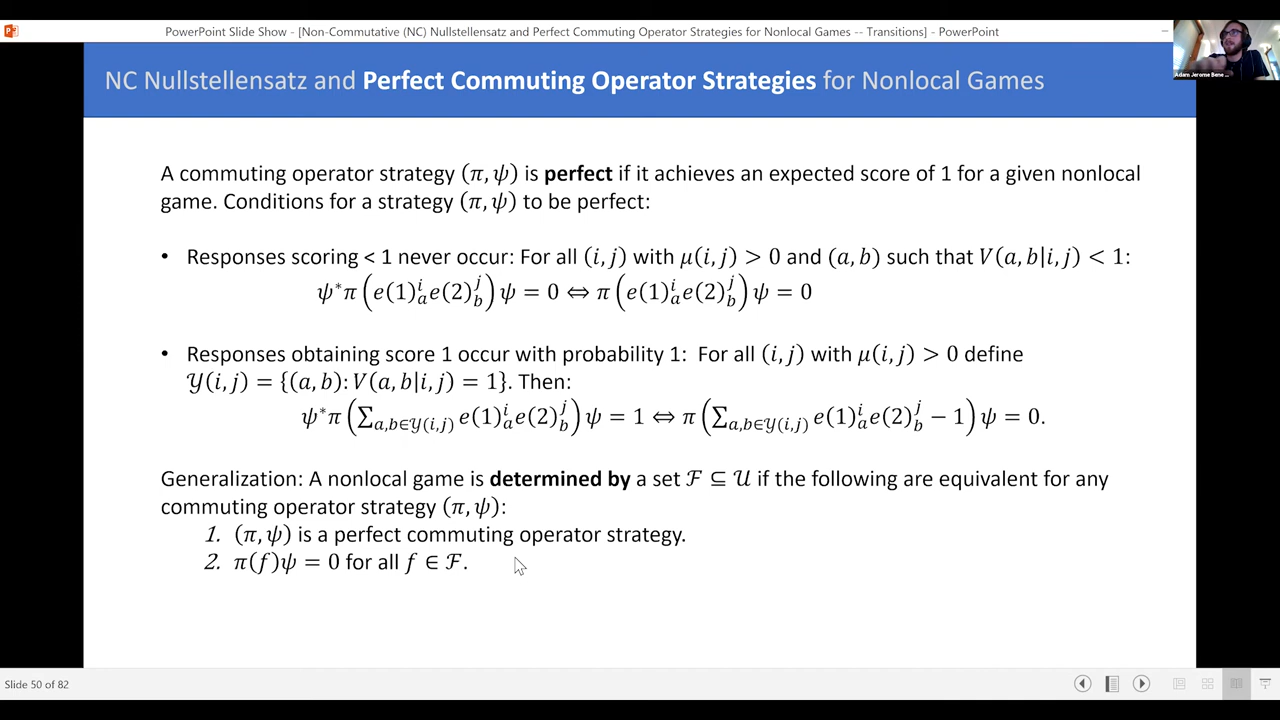 PowerPoint Slide Show - [Non-Commutative (NC) Nullstellensatz and Perfect Commuting Operator Strategies for Nonlocal Games -- Transitions] - PowerPoint
Adam Jerome Bene ...
NC Nullstellensatz and Perfect Commuting Operator Strategies for Nonlocal Games
A commuting operator strategy (π, ψ) is perfect if it achieves an expected score of 1 for a given nonlocal
game. Conditions for a strategy (π, ψ) to be perfect:
• Responses scoring < 1 never occur: For all (i, j) with μ(i, j) > 0 and (a, b) such that V(a, b|i, j) < 1:
ψ*π(e(1)^i_a e(2)^j_b)ψ = 0 ⇔ π(e(1)^i_a e(2)^j_b)ψ = 0
• Responses obtaining score 1 occur with probability 1: For all (i, j) with μ(i, j) > 0 define
𝒴(i, j) = {(a, b): V(a, b|i, j) = 1}. Then:
ψ*π(∑_{a,b∈𝒴(i,j)} e(1)^i_a e(2)^j_b)ψ = 1 ⇔ π(∑_{a,b∈𝒴(i,j)} e(1)^i_a e(2)^j_b − 1)ψ = 0.
Generalization: A nonlocal game is determined by a set ℱ ⊆ 𝒰 if the following are equivalent for any
commuting operator strategy (π, ψ):
1. (π, ψ) is a perfect commuting operator strategy.
2. π(f)ψ = 0 for all f ∈ ℱ.
Slide 50 of 82